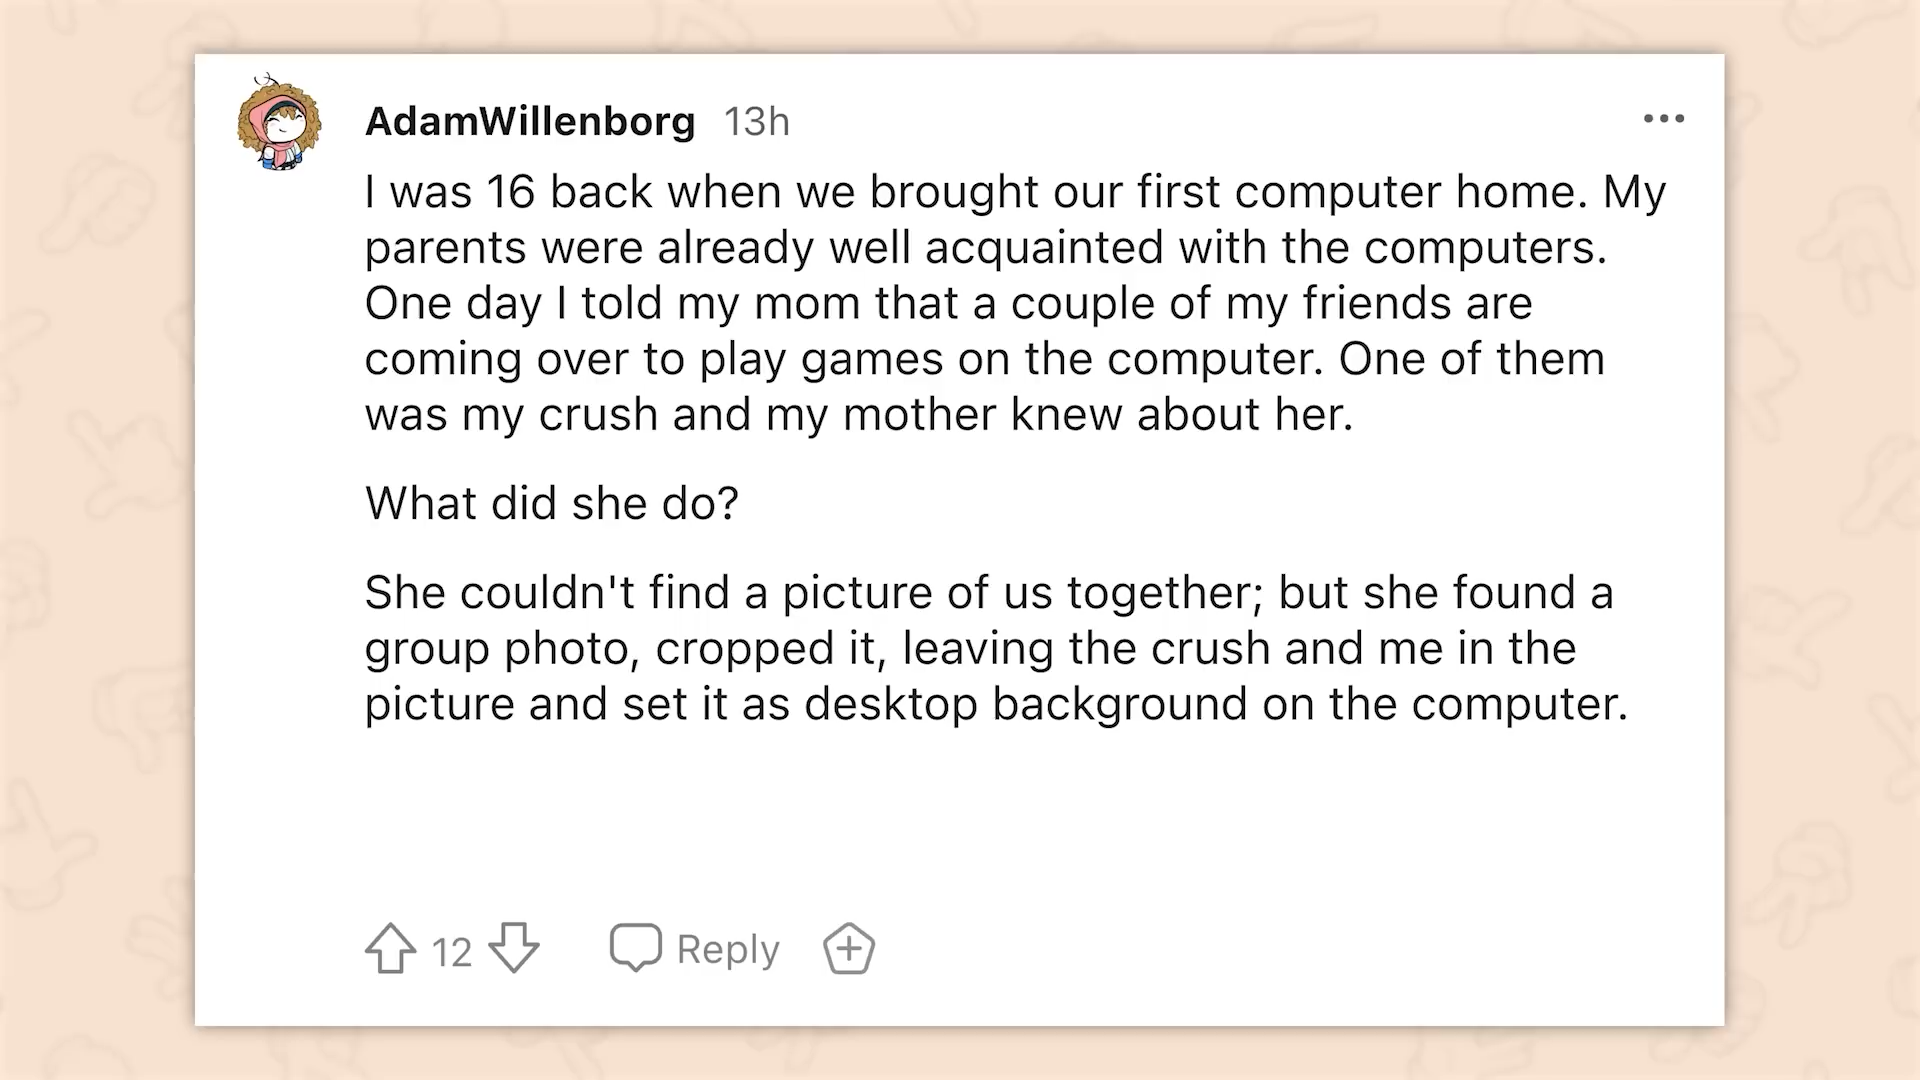 AdamWillenborg 13h
I was 16 back when we brought our first computer home. My
parents were already well acquainted with the computers.
One day I told my mom that a couple of my friends are
coming over to play games on the computer. One of them
was my crush and my mother knew about her.
What did she do?
She couldn't find a picture of us together; but she found a
group photo, cropped it, leaving the crush and me in the
picture and set it as desktop background on the computer.
12 Reply